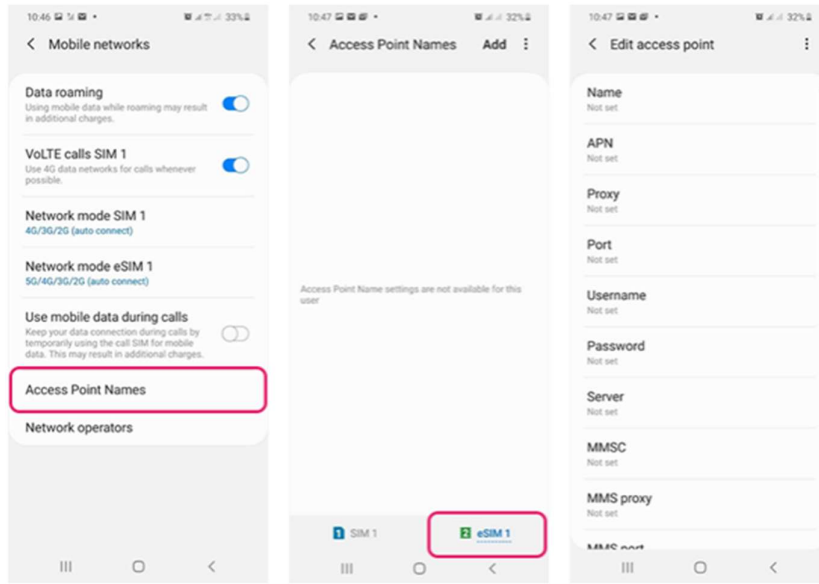 10:46
33%
Mobile networks
Data roaming
Using mobile data while roaming may result
in additional charges.
VoLTE calls SIM 1
Use 4G data networks for calls whenever
possible.
Network mode SIM 1
4G/3G/2G (auto connect)
Network mode eSIM 1
5G/4G/3G/2G (auto connect)
Use mobile data during calls
Keep your data connection during calls by
temporarily using the call SIM for mobile
data. This may result in additional charges.
Access Point Names
Network operators
10:47
32%
Access Point Names Add
Access Point Name settings are not available for this
user
1 SIM 1
2 eSIM 1
10:47
32%
Edit access point
Name
Not set
APN
Not set
Proxy
Not set
Port
Not set
Username
Not set
Password
Not set
Server
Not set
MMSC
Not set
MMS proxy
Not set
MMS port